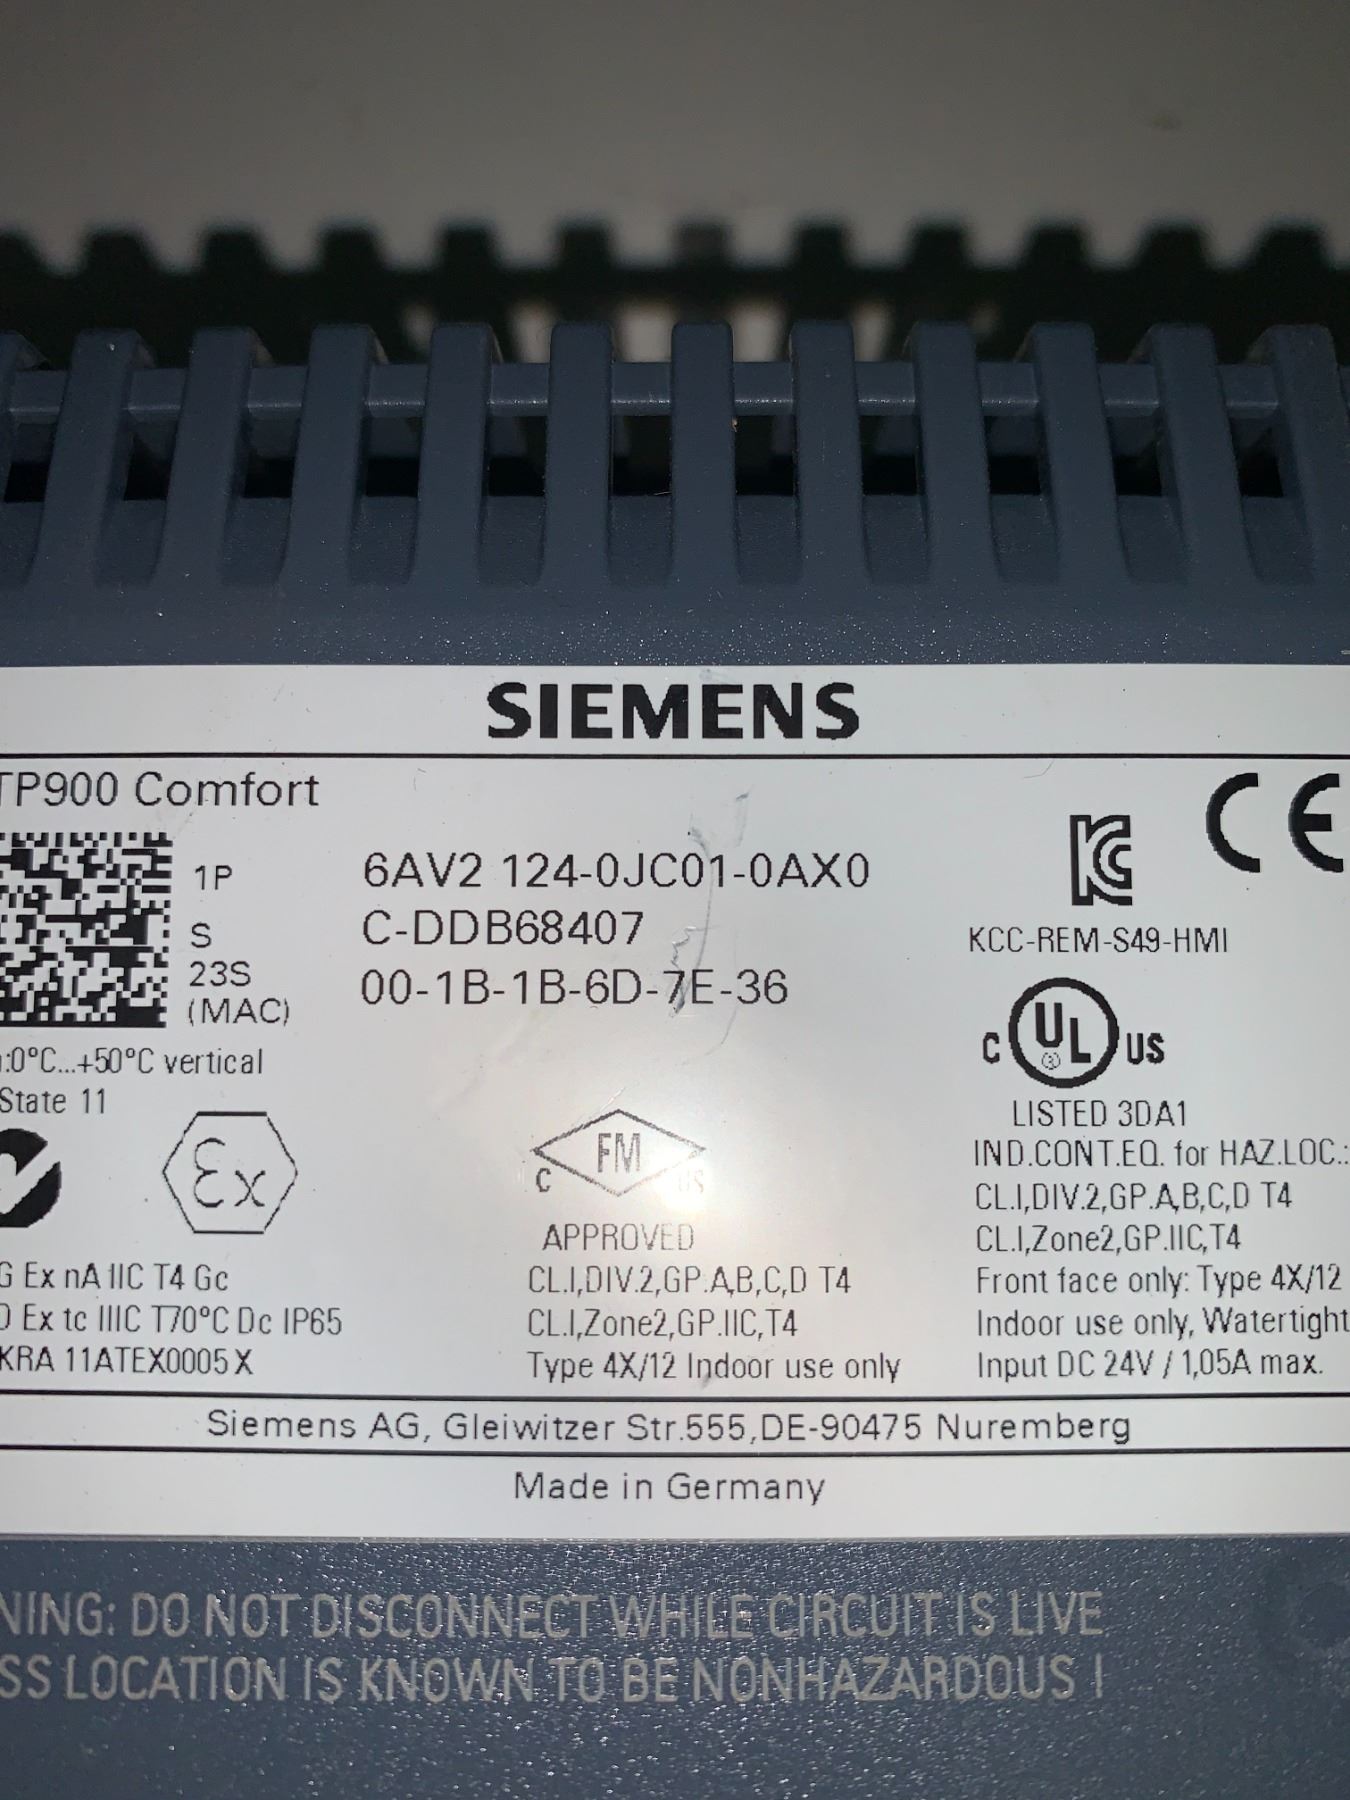 SIEMENS
TP900 Comfort
1P 6AV2 124-0JC01-0AX0
S C-DDB68407
23S 00-1B-1B-6D-7E-36
(MAC)
KCC-REM-S49-HMI
:0°C...+50°C vertical
State 11
CE
C UL US
LISTED 3DA1
IND.CONT.EQ. for HAZ.LOC.:
CL.I,DIV.2,GP.A,B,C,D T4
CL.I,Zone2,GP.IIC,T4
Front face only: Type 4X/12
Indoor use only, Watertight
Input DC 24V / 1,05A max.
Ex
C FM US
APPROVED
CL.I,DIV.2,GP.A,B,C,D T4
CL.I,Zone2,GP.IIC,T4
Type 4X/12 Indoor use only
G Ex nA IIC T4 Gc
D Ex tc IIIC T70°C Dc IP65
KRA 11ATEX0005 X
Siemens AG, Gleiwitzer Str.555,DE-90475 Nuremberg
Made in Germany
NING: DO NOT DISCONNECT WHILE CIRCUIT IS LIVE
SS LOCATION IS KNOWN TO BE NONHAZARDOUS !